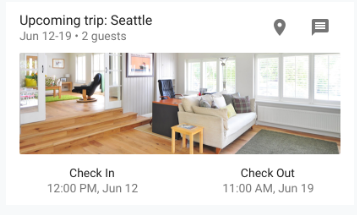 Upcoming trip: Seattle
Jun 12-19 • 2 guests
Check In
12:00 PM, Jun 12
Check Out
11:00 AM, Jun 19